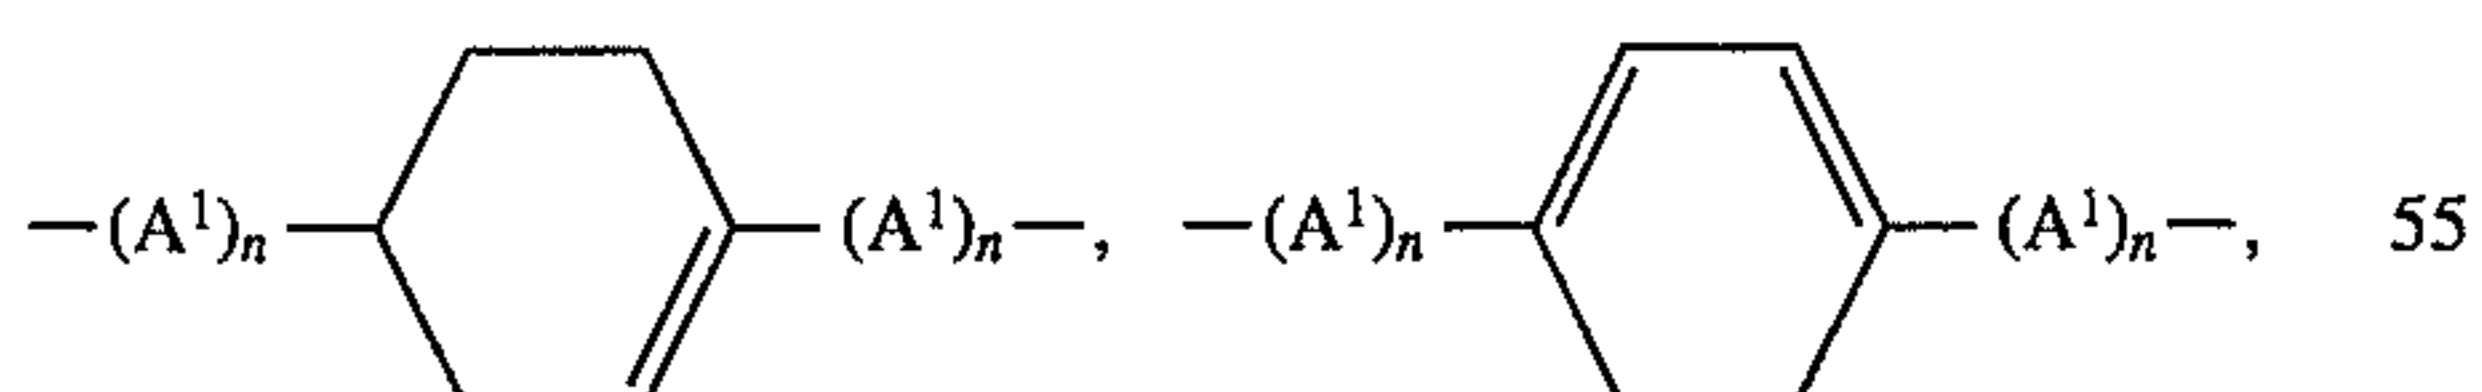 —(A¹)ₙ— —(A¹)ₙ—, —(A¹)ₙ— —(A¹)ₙ—, 55